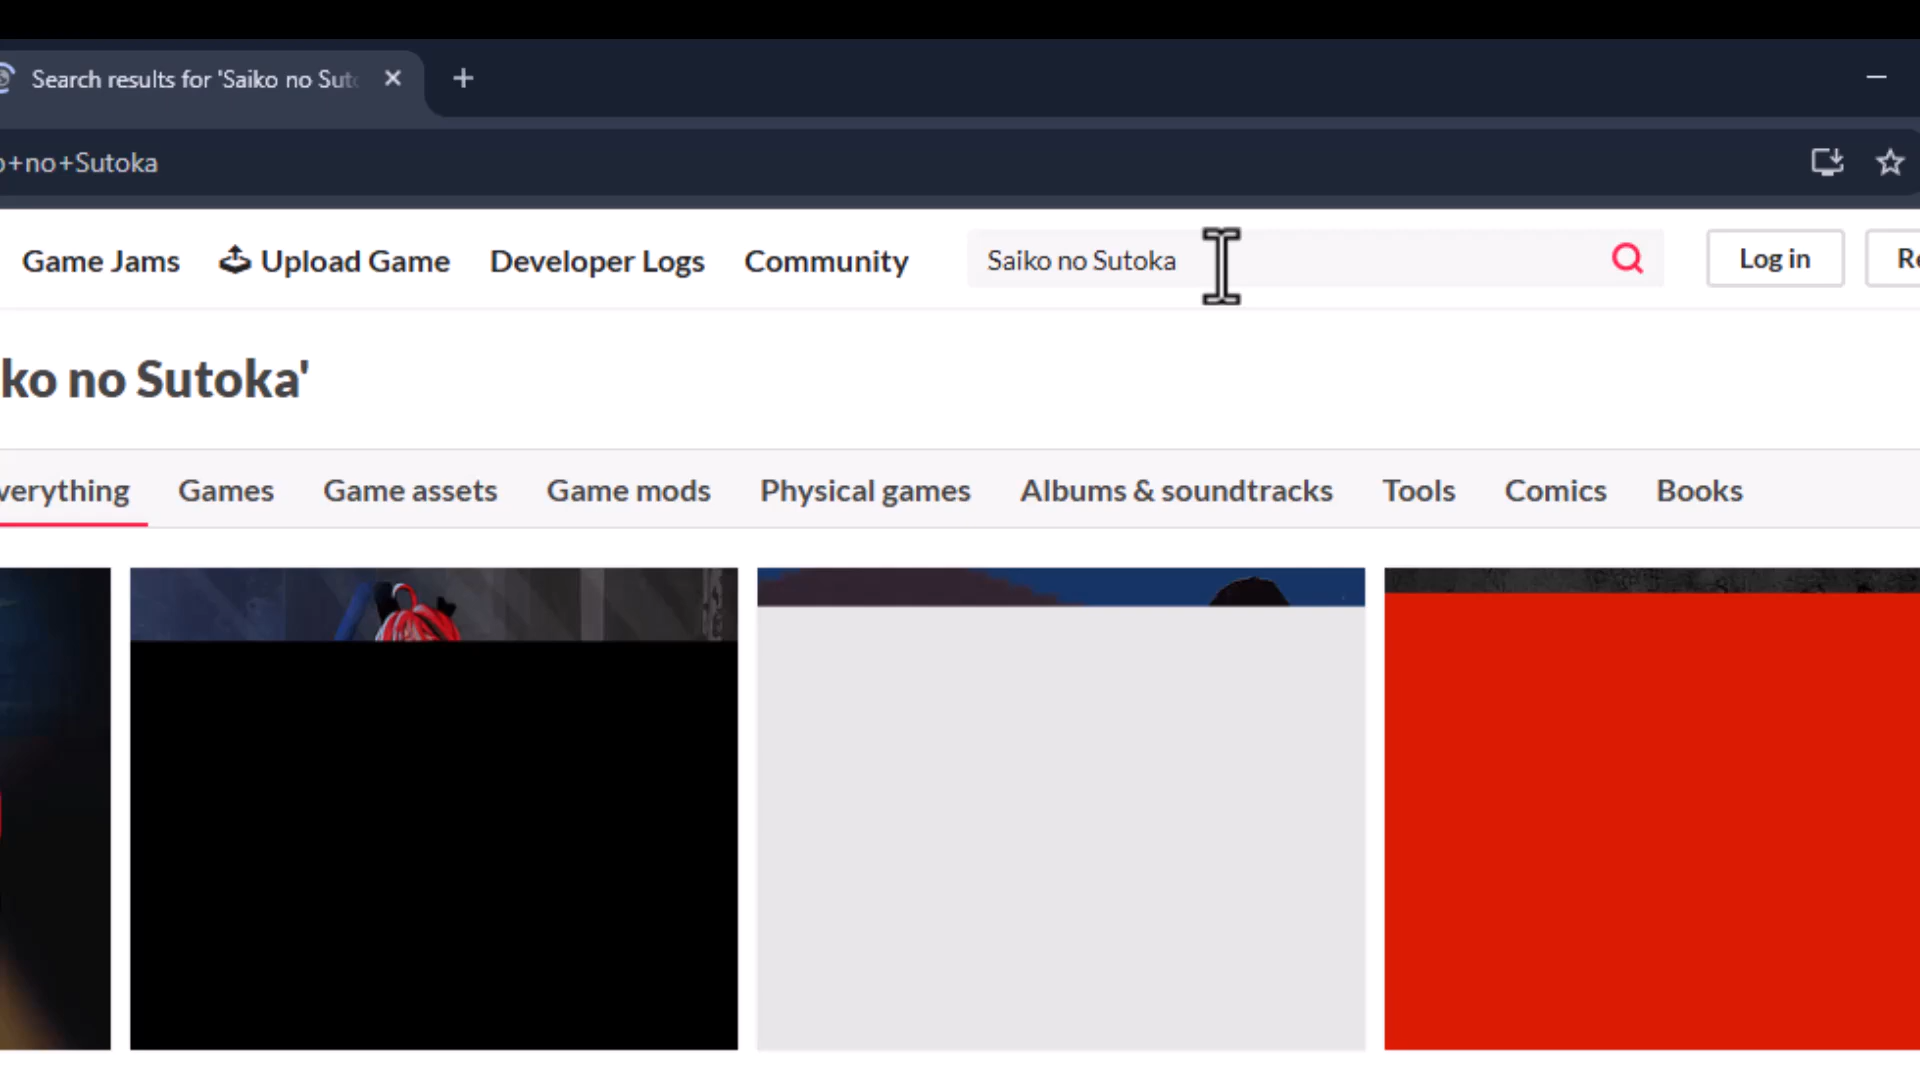 Search results for 'Saiko no Sut
o+no+Sutoka
Game Jams Upload Game Developer Logs Community Saiko no Sutoka Log in Re
ko no Sutoka'
verything Games Game assets Game mods Physical games Albums & soundtracks Tools Comics Books